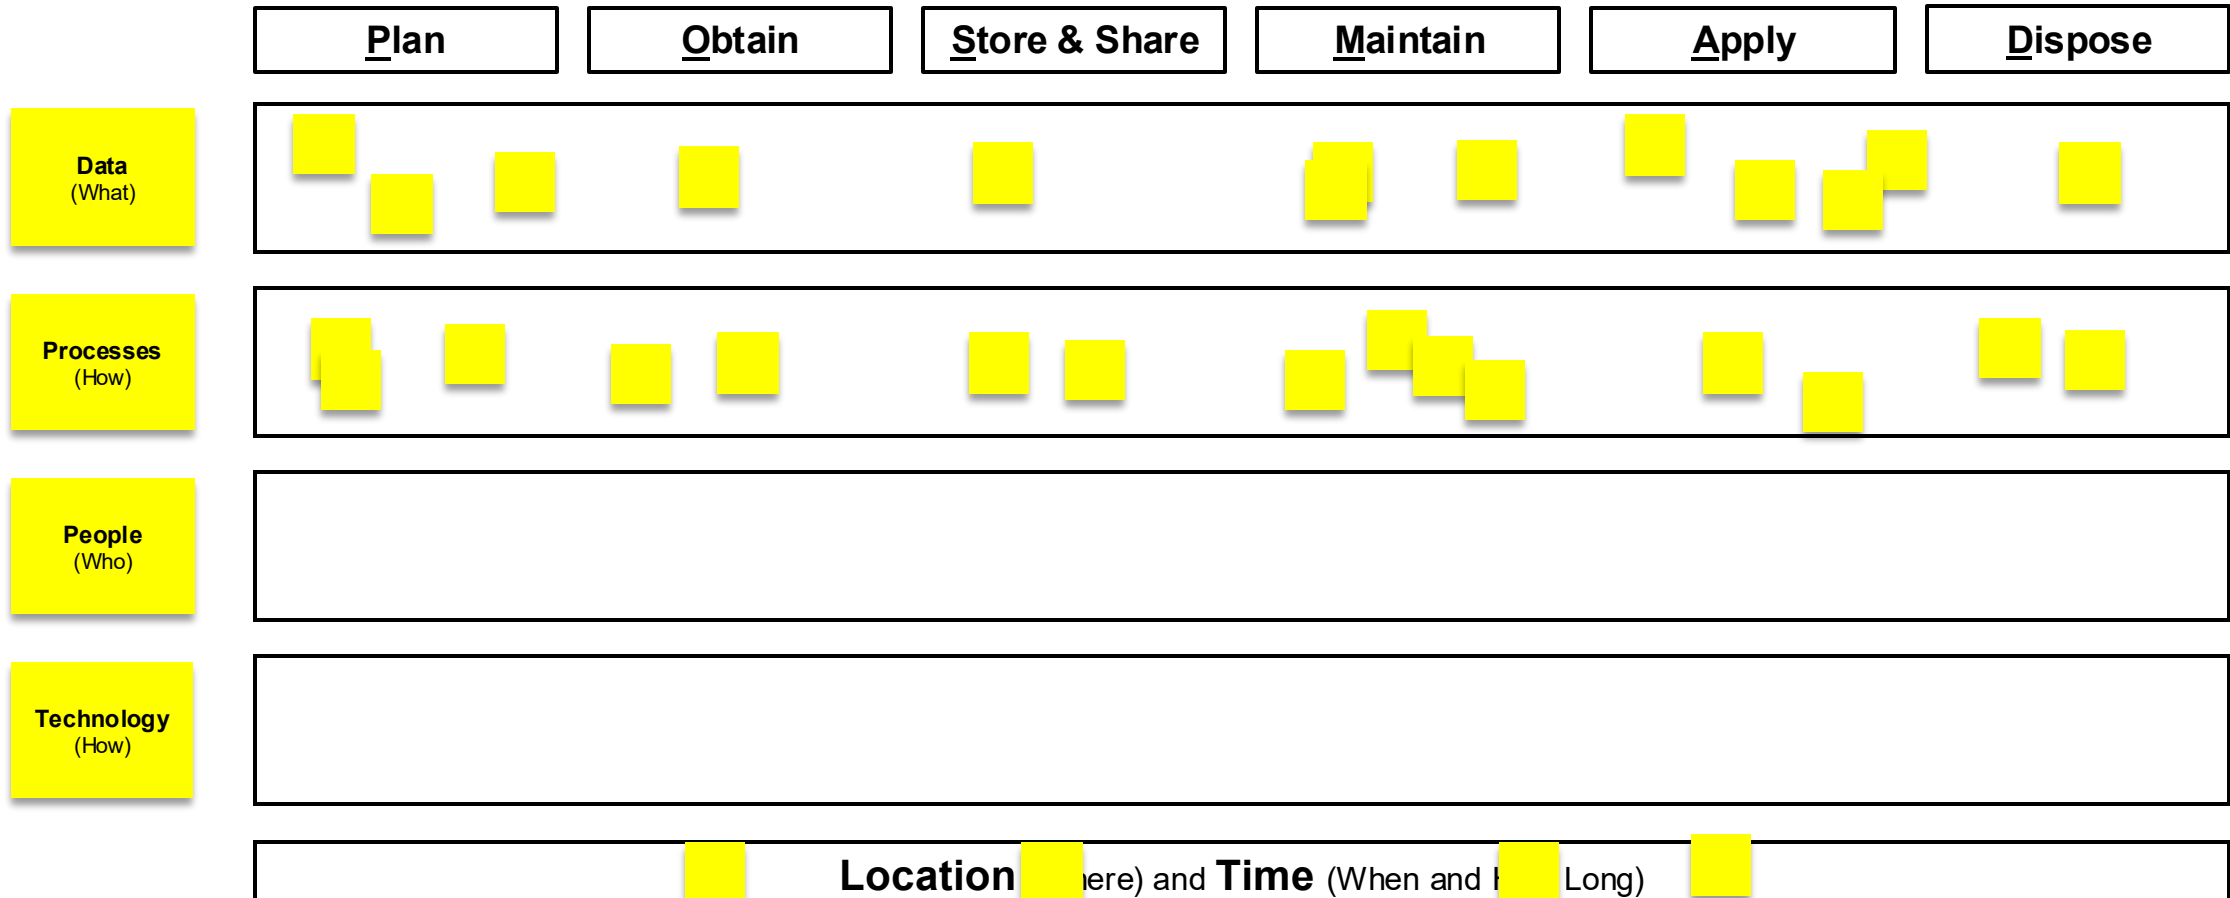 Plan
Obtain
Store & Share
Maintain
Apply
Dispose
Data
(What)
Processes
(How)
People
(Who)
Technology
(How)
Location ere) and Time (When and Long)